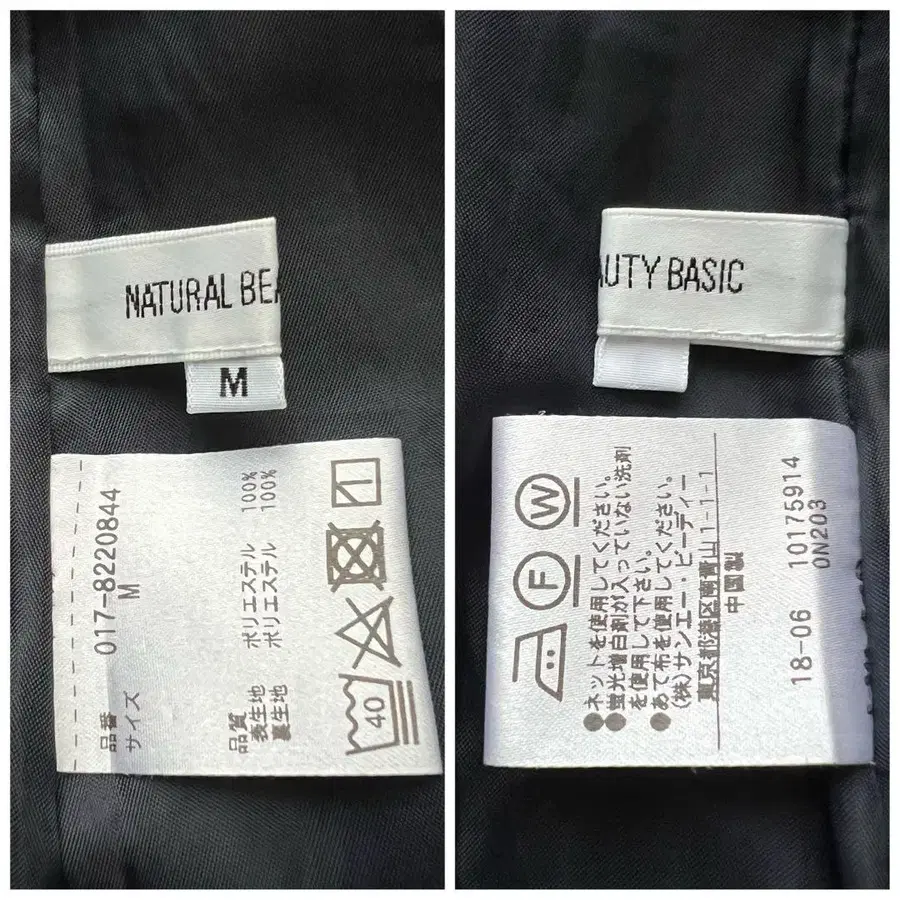 NATURAL BEA
M
品番 017-8220844
サイズ M
品質
表生地 ポリエステル 100%
裏生地 ポリエステル 100%
40
AUTY BASIC
F W
●ネットを使用してください。
●蛍光増白剤が入っていない洗剤
を使用して下さい。
●あて布を使用してください。
(株)サンエー・ビーディー
東京都港区南青山1-1-1
中国製
18-06 10175914
0N203